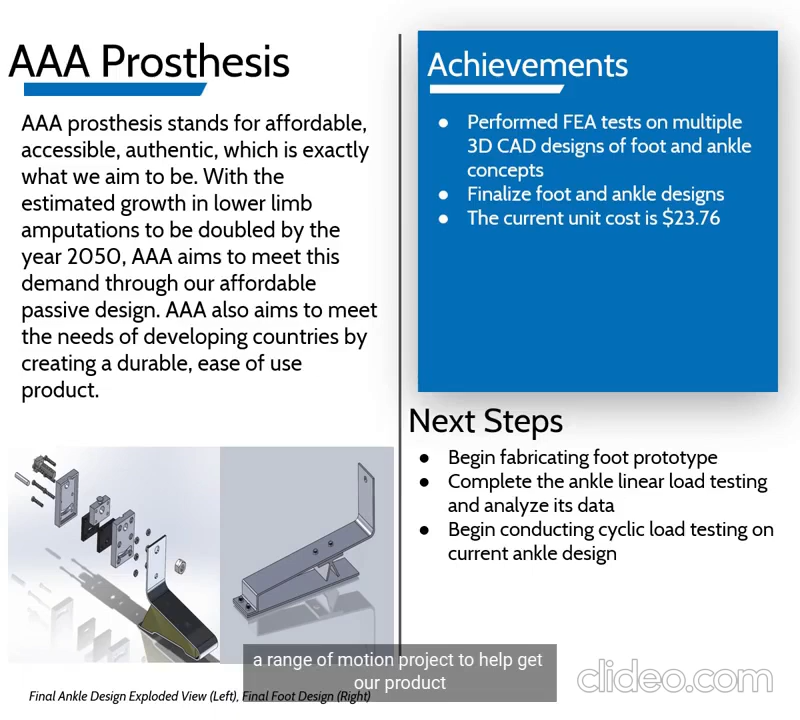 AAA Prosthesis
AAA prosthesis stands for affordable,
accessible, authentic, which is exactly
what we aim to be. With the
estimated growth in lower limb
amputations to be doubled by the
year 2050, AAA aims to meet this
demand through our affordable
passive design. AAA also aims to meet
the needs of developing countries by
creating a durable, ease of use
product.
Final Ankle Design Exploded View (Left), Final Foot Design (Right)
Achievements
● Performed FEA tests on multiple
3D CAD designs of foot and ankle
concepts
● Finalize foot and ankle designs
● The current unit cost is $23.76
Next Steps
● Begin fabricating foot prototype
● Complete the ankle linear load testing
and analyze its data
● Begin conducting cyclic load testing on
current ankle design
a range of motion project to help get
our product
clideo.com